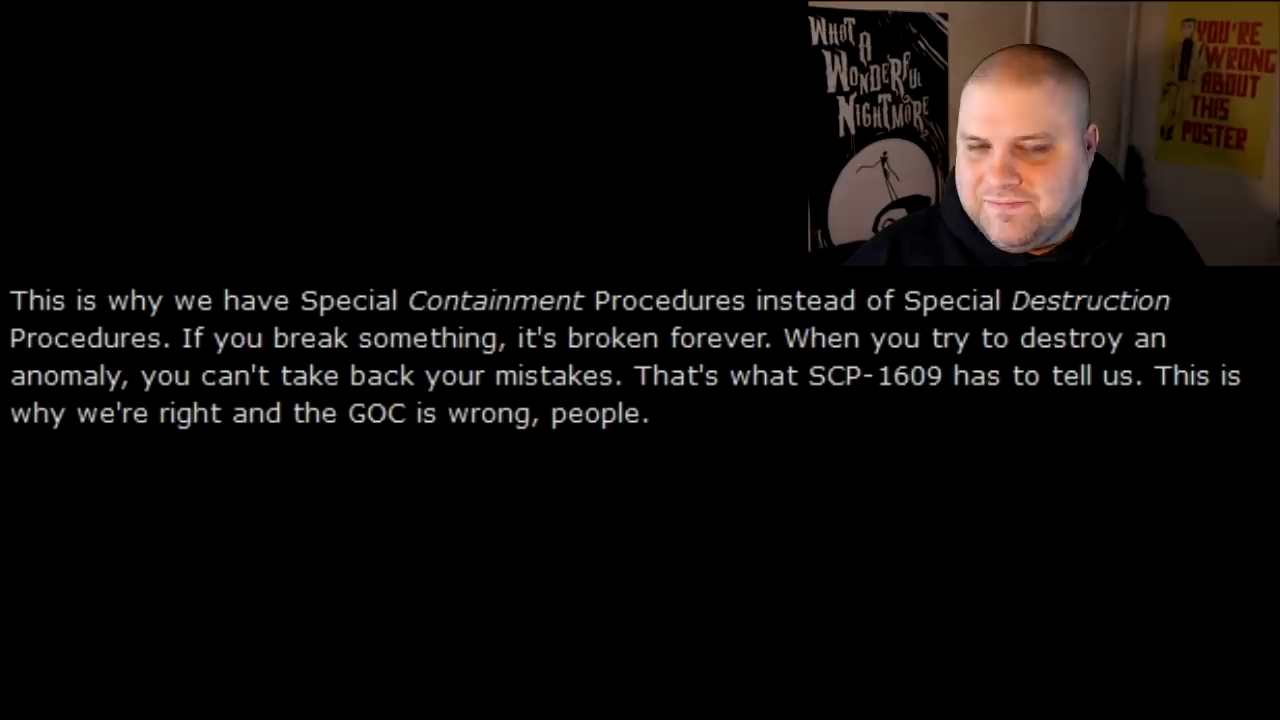 WHAT
A
WONDERFUL
NIGHTMARE
YOU'RE
WRONG
ABOUT
THIS
POSTER
This is why we have Special Containment Procedures instead of Special Destruction
Procedures. If you break something, it's broken forever. When you try to destroy an
anomaly, you can't take back your mistakes. That's what SCP-1609 has to tell us. This is
why we're right and the GOC is wrong, people.